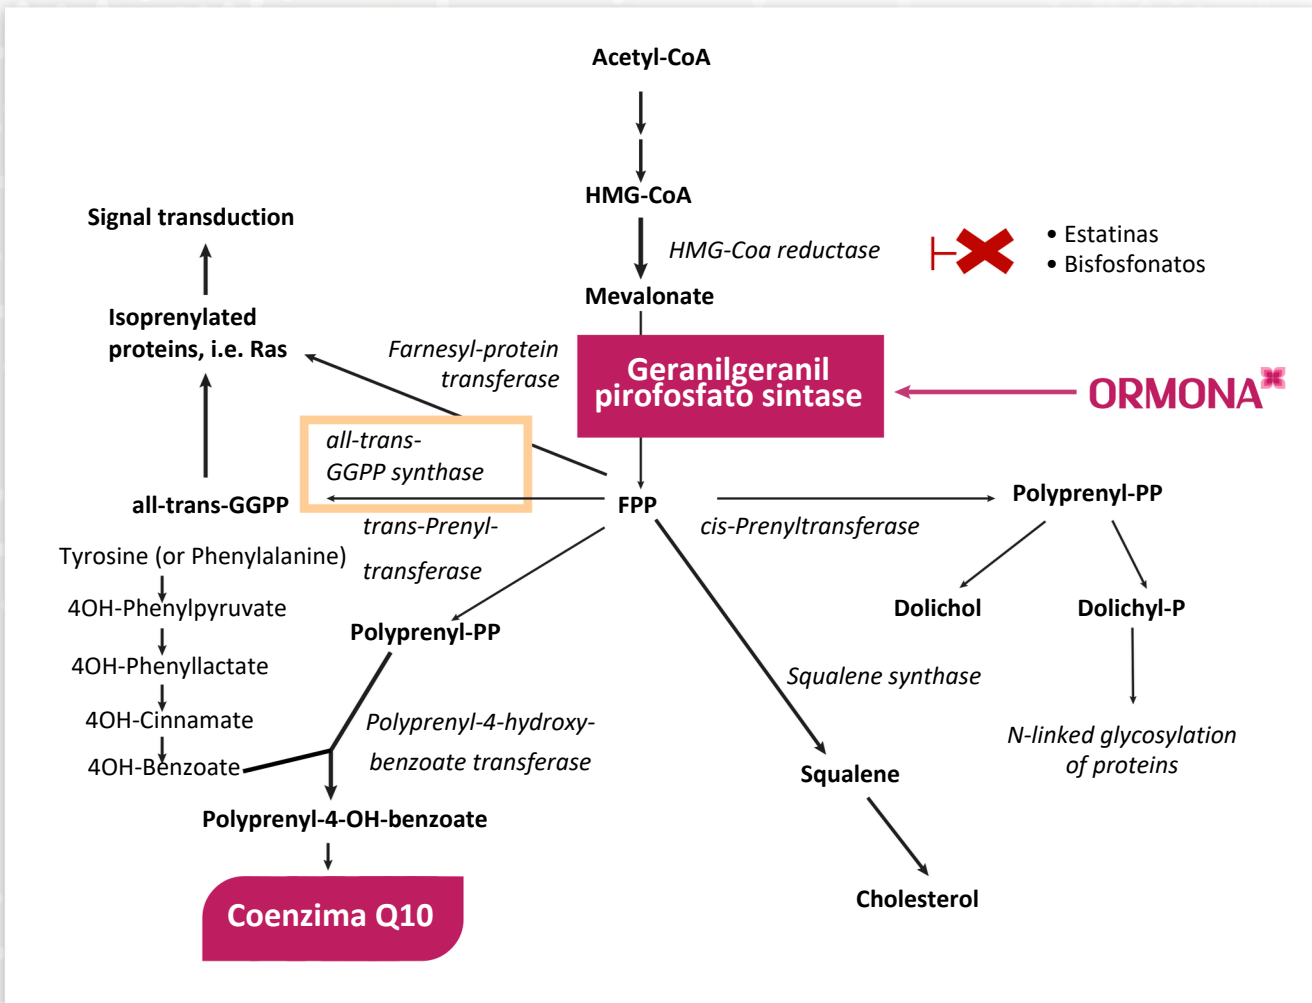 Acetyl-CoA
HMG-CoA
HMG-Coa reductase
• Estatinas
• Bisfosfonatos
Mevalonate
Signal transduction
Isoprenylated
proteins, i.e. Ras
Farnesyl-protein
transferase
Geranilgeranil
pirofosfato sintase
ORMONA
all-trans-
GGPP synthase
all-trans-GGPP
FPP
Polyprenyl-PP
trans-Prenyl-
transferase
cis-Prenyltransferase
Tyrosine (or Phenylalanine)
4OH-Phenylpyruvate
4OH-Phenyllactate
4OH-Cinnamate
4OH-Benzoate
Polyprenyl-PP
Dolichol
Dolichyl-P
Squalene synthase
N-linked glycosylation
of proteins
Polyprenyl-4-hydroxy-
benzoate transferase
Squalene
Polyprenyl-4-OH-benzoate
Cholesterol
Coenzima Q10